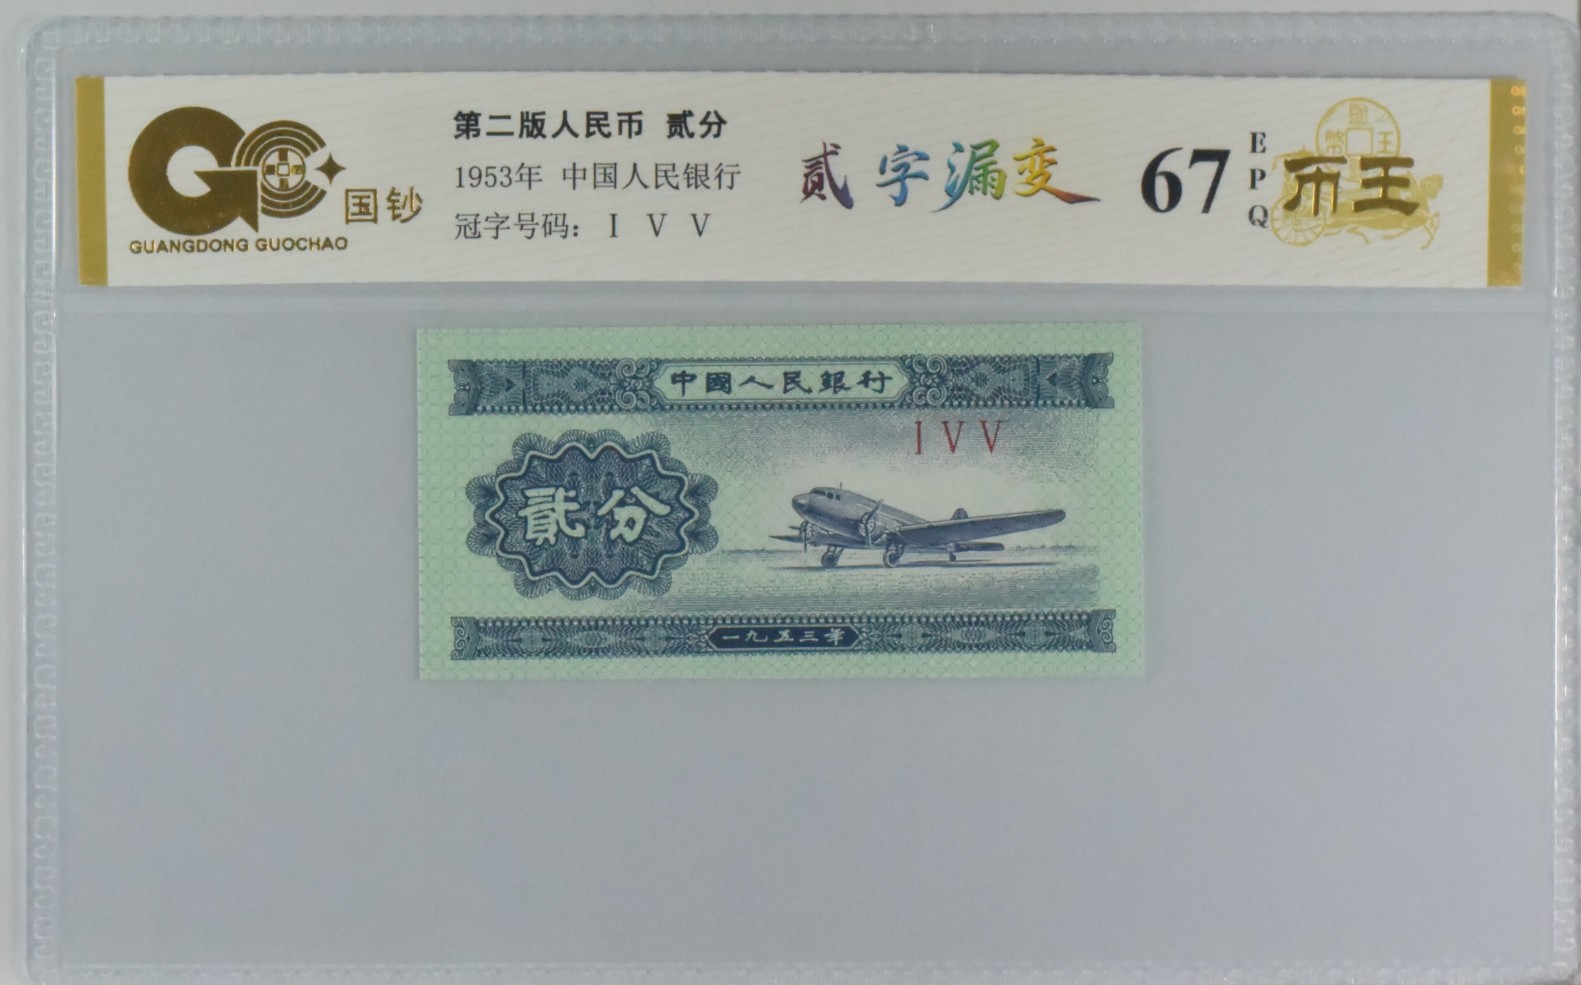 国钞
GUANGDONG GUOCHAO
第二版人民币 贰分
1953年 中国人民银行
冠字号码：Ⅰ Ⅴ Ⅴ
贰字漏变
67
EPQ
币王
中國人民銀行
Ⅰ Ⅴ Ⅴ
貳分
一九五三年